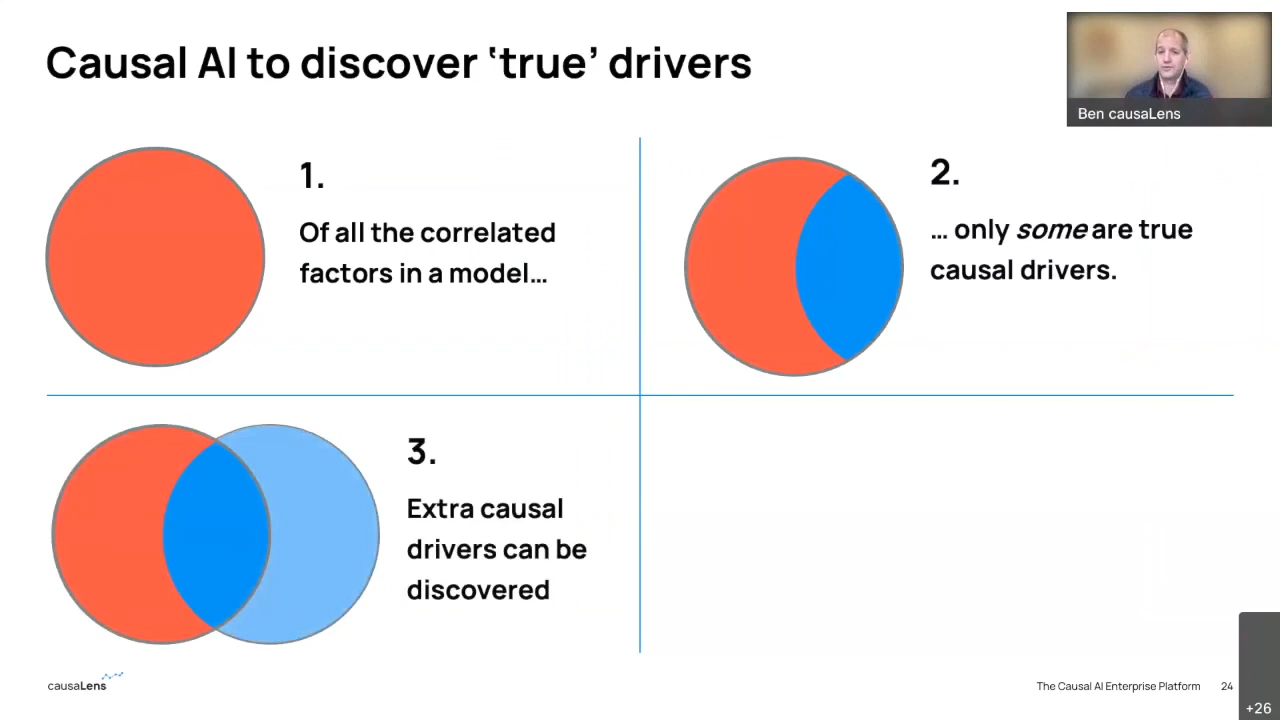 Causal AI to discover ‘true’ drivers
Ben causaLens
1.
Of all the correlated
factors in a model…
2.
… only some are true
causal drivers.
3.
Extra causal
drivers can be
discovered
causaLens
The Causal AI Enterprise Platform
24
+26